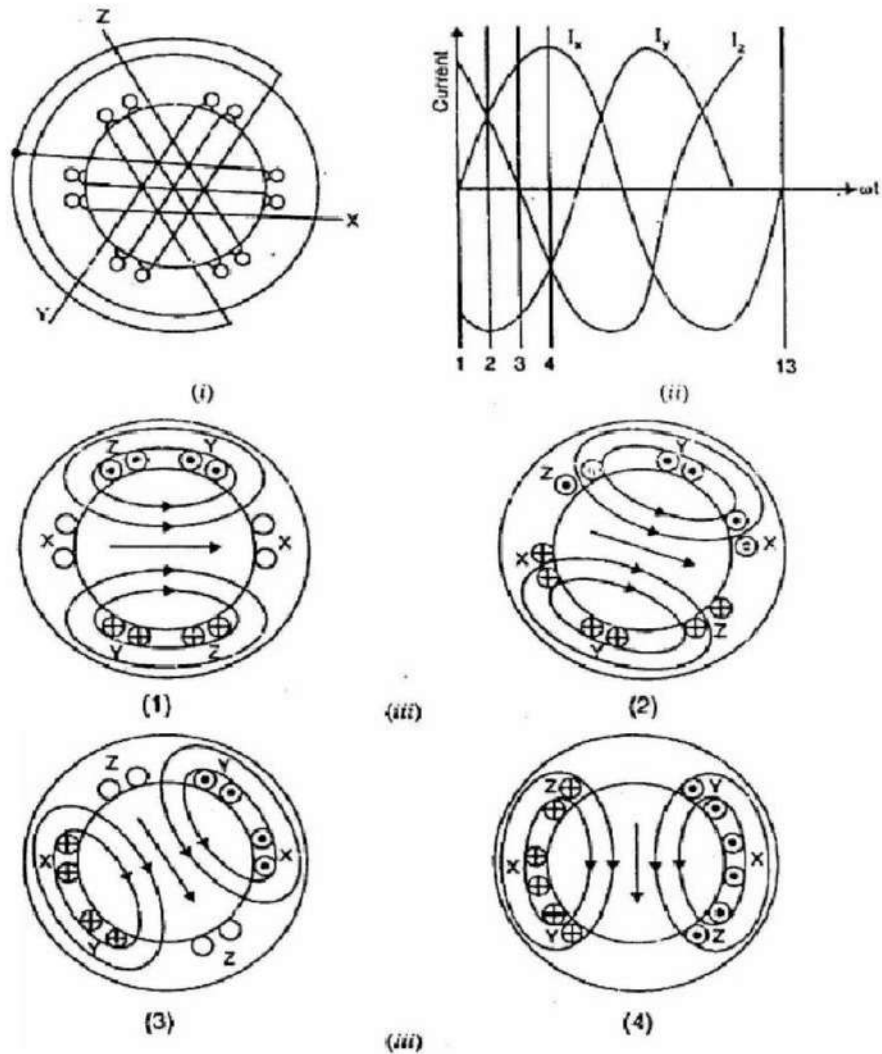 Z
X
Y
(i)
Current
Ix
Iy
Iz
ωt
1 2 3 4 13
(ii)
Z Y
X X
Y Z
(1)
Y
Z
X X
Z
Y
(2)
(iii)
Z Y
X X
Y Z
(3)
Z Y
X X
Y Z
(4)
(iii)